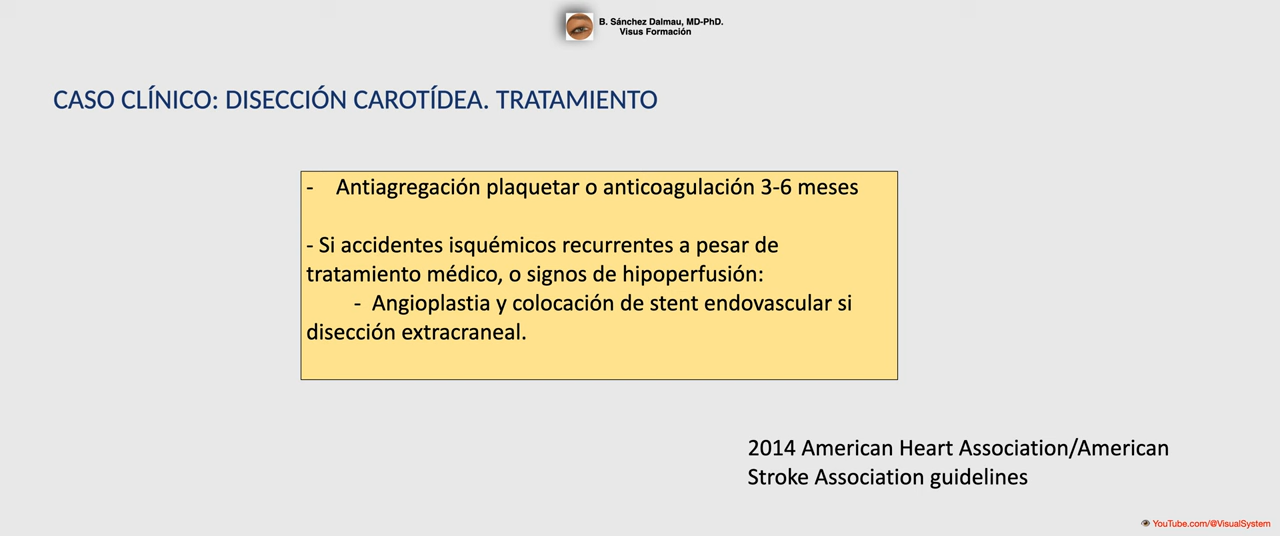 B. Sánchez Dalmau, MD-PhD.
Visus Formación
CASO CLÍNICO: DISECCIÓN CAROTÍDEA. TRATAMIENTO
- Antiagregación plaquetar o anticoagulación 3-6 meses
- Si accidentes isquémicos recurrentes a pesar de
tratamiento médico, o signos de hipoperfusión:
- Angioplastia y colocación de stent endovascular si
disección extracraneal.
2014 American Heart Association/American
Stroke Association guidelines
YouTube.com/@VisualSystem